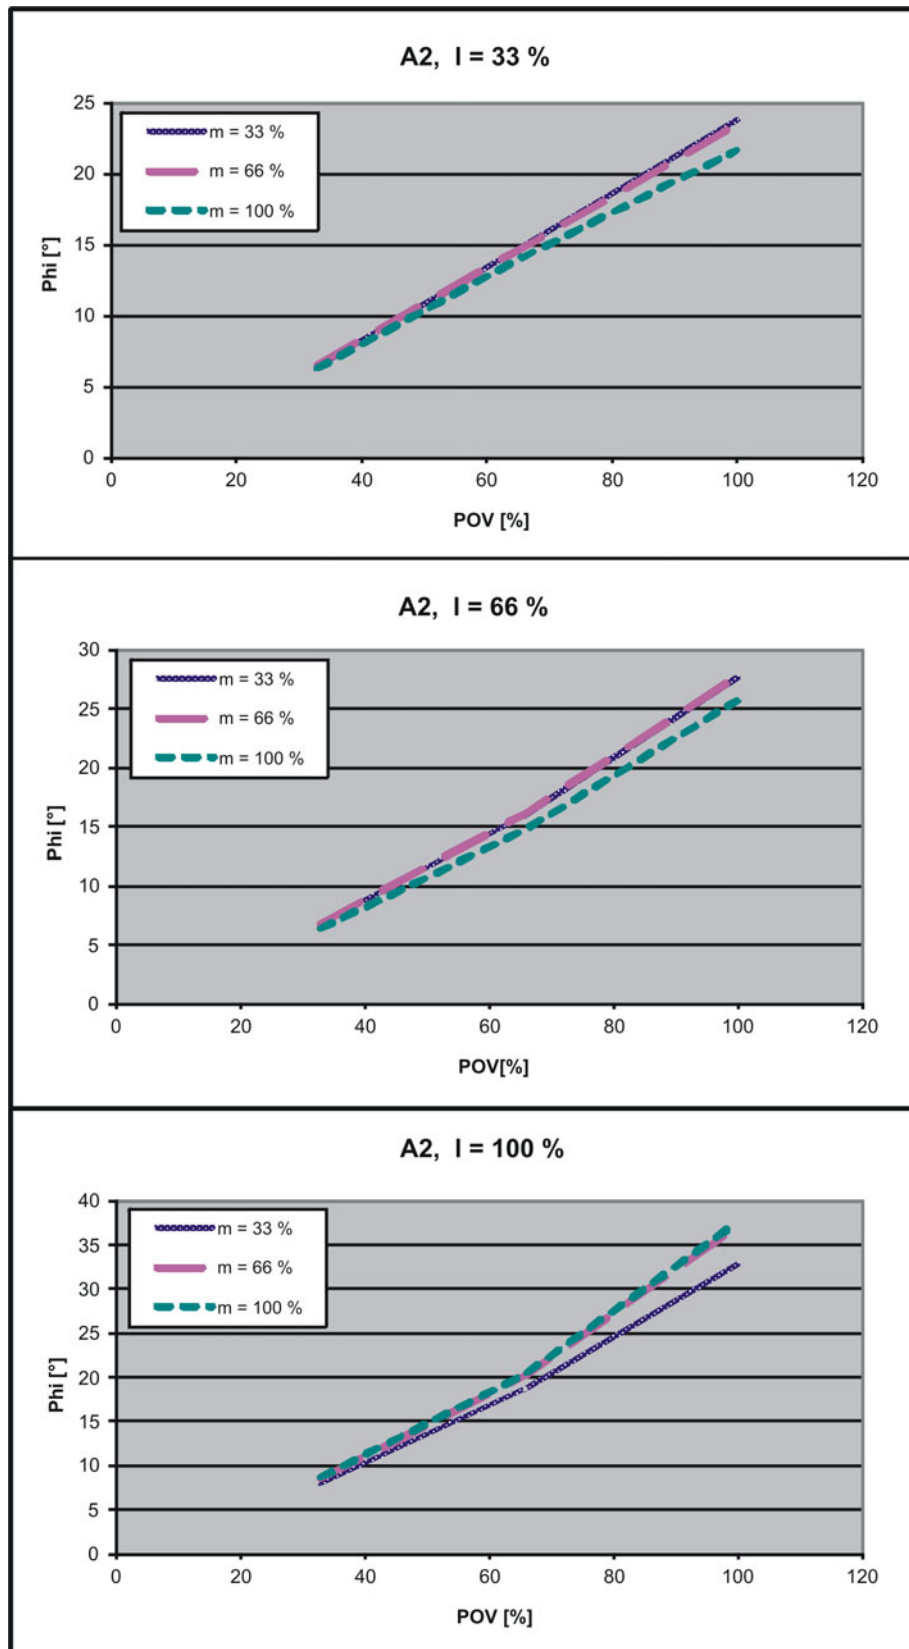 A2, I = 33 %
25
20
15
10
5
0
Phi [°]
m = 33 %
m = 66 %
m = 100 %
0 20 40 60 80 100 120
POV [%]
A2, I = 66 %
30
25
20
15
10
5
0
Phi [°]
m = 33 %
m = 66 %
m = 100 %
0 20 40 60 80 100 120
POV[%]
A2, I = 100 %
40
35
30
25
20
15
10
5
0
Phi [°]
m = 33 %
m = 66 %
m = 100 %
0 20 40 60 80 100 120
POV [%]